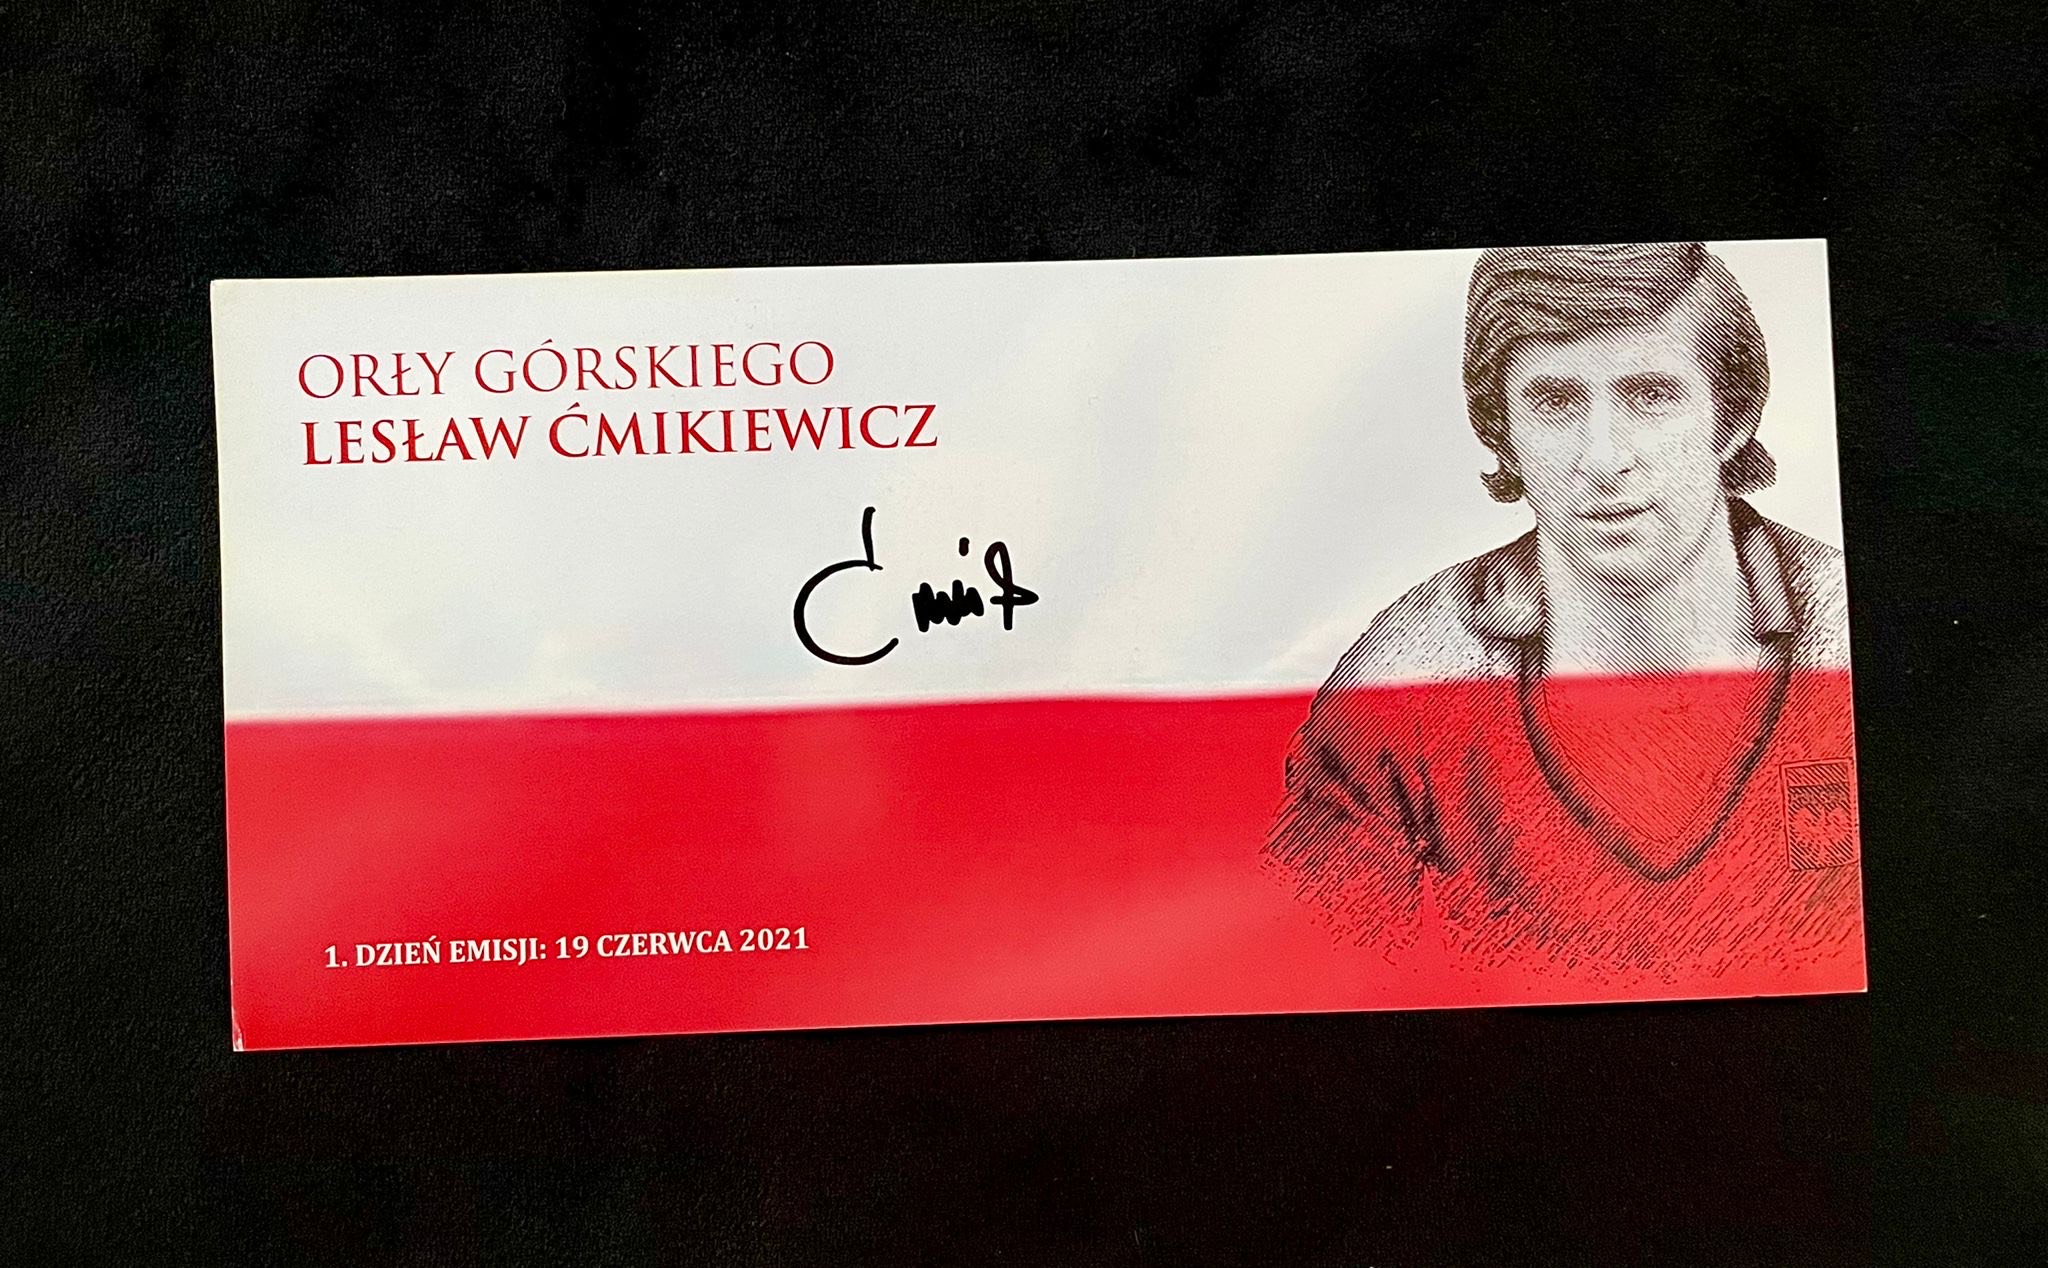 ORŁY GÓRSKIEGO
LESŁAW ĆMIKIEWICZ
1. DZIEŃ EMISJI: 19 CZERWCA 2021